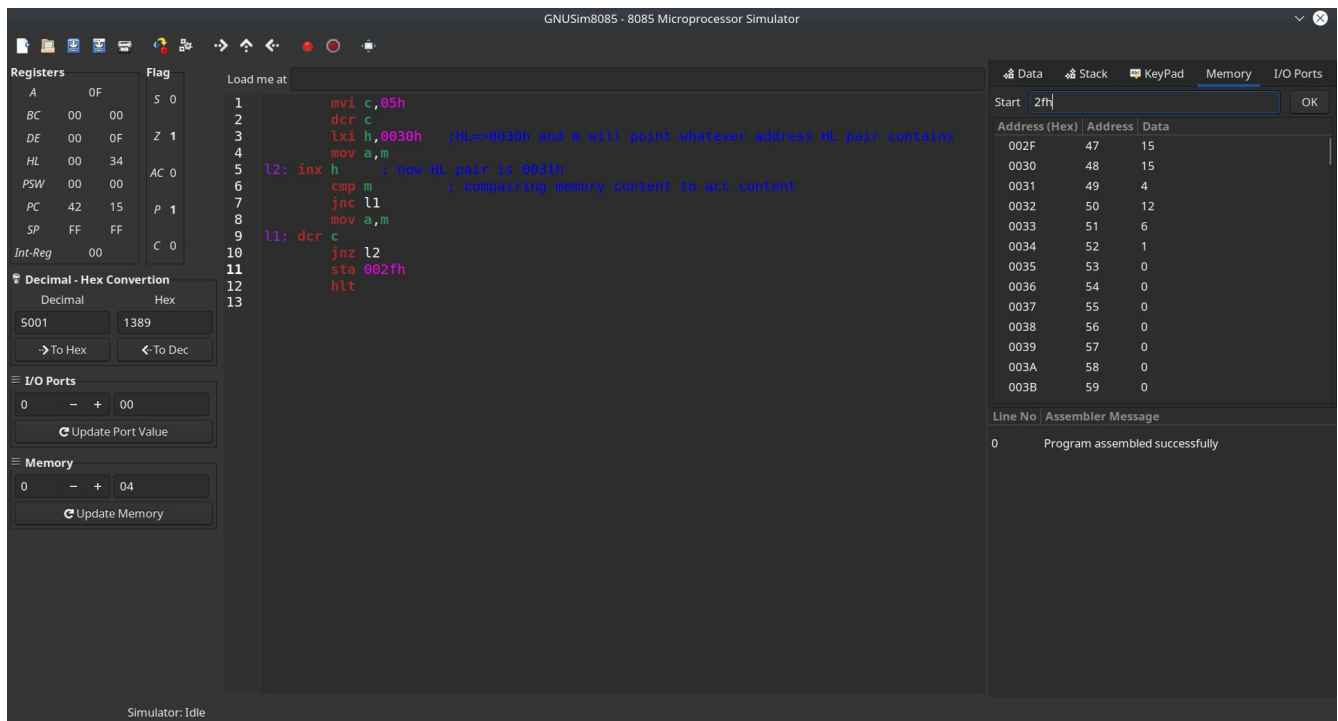 GNUSim8085 - 8085 Microprocessor Simulator
Registers
A 0F
BC 00 00
DE 00 0F
HL 00 34
PSW 00 00
PC 42 15
SP FF FF
Int-Reg 00
Flag
S 0
Z 1
AC 0
P 1
C 0
Decimal - Hex Convertion
Decimal Hex
5001 1389
To Hex To Dec
I/O Ports
0 − + 00
Update Port Value
Memory
0 − + 04
Update Memory
Load me at
1 mvi c,05h
2 dcr c
3 lxi h,0030h ;HL=>0030h and m will point whatever address HL pair contains
4 mov a,m
5 l2: inx h ; now HL pair is 0031h
6 cmp m ; compairing memory content to acc content
7 jnc l1
8 mov a,m
9 l1: dcr c
10 jnz l2
11 sta 002fh
12 hlt
13
Data Stack KeyPad Memory I/O Ports
Start 2fh OK
Address (Hex) Address Data
002F 47 15
0030 48 15
0031 49 4
0032 50 12
0033 51 6
0034 52 1
0035 53 0
0036 54 0
0037 55 0
0038 56 0
0039 57 0
003A 58 0
003B 59 0
Line No Assembler Message
0 Program assembled successfully
Simulator: Idle